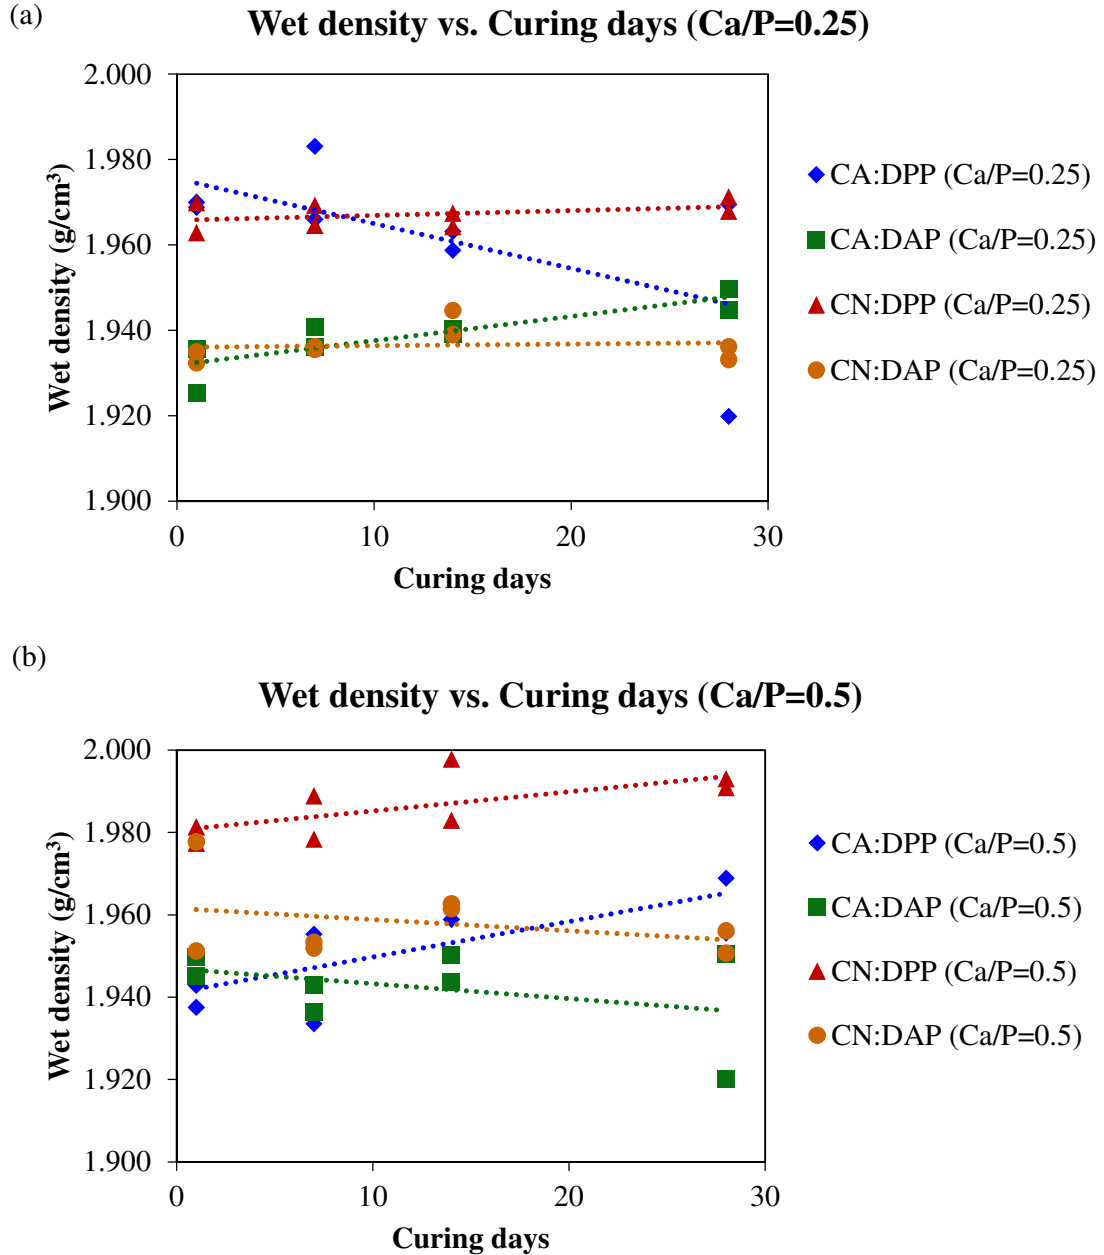 (a)
Wet density vs. Curing days (Ca/P=0.25)
2.000
1.980
1.960
1.940
1.920
1.900
Wet density (g/cm³)
0 10 20 30
Curing days
CA:DPP (Ca/P=0.25)
CA:DAP (Ca/P=0.25)
CN:DPP (Ca/P=0.25)
CN:DAP (Ca/P=0.25)
(b)
Wet density vs. Curing days (Ca/P=0.5)
2.000
1.980
1.960
1.940
1.920
1.900
Wet density (g/cm³)
0 10 20 30
Curing days
CA:DPP (Ca/P=0.5)
CA:DAP (Ca/P=0.5)
CN:DPP (Ca/P=0.5)
CN:DAP (Ca/P=0.5)